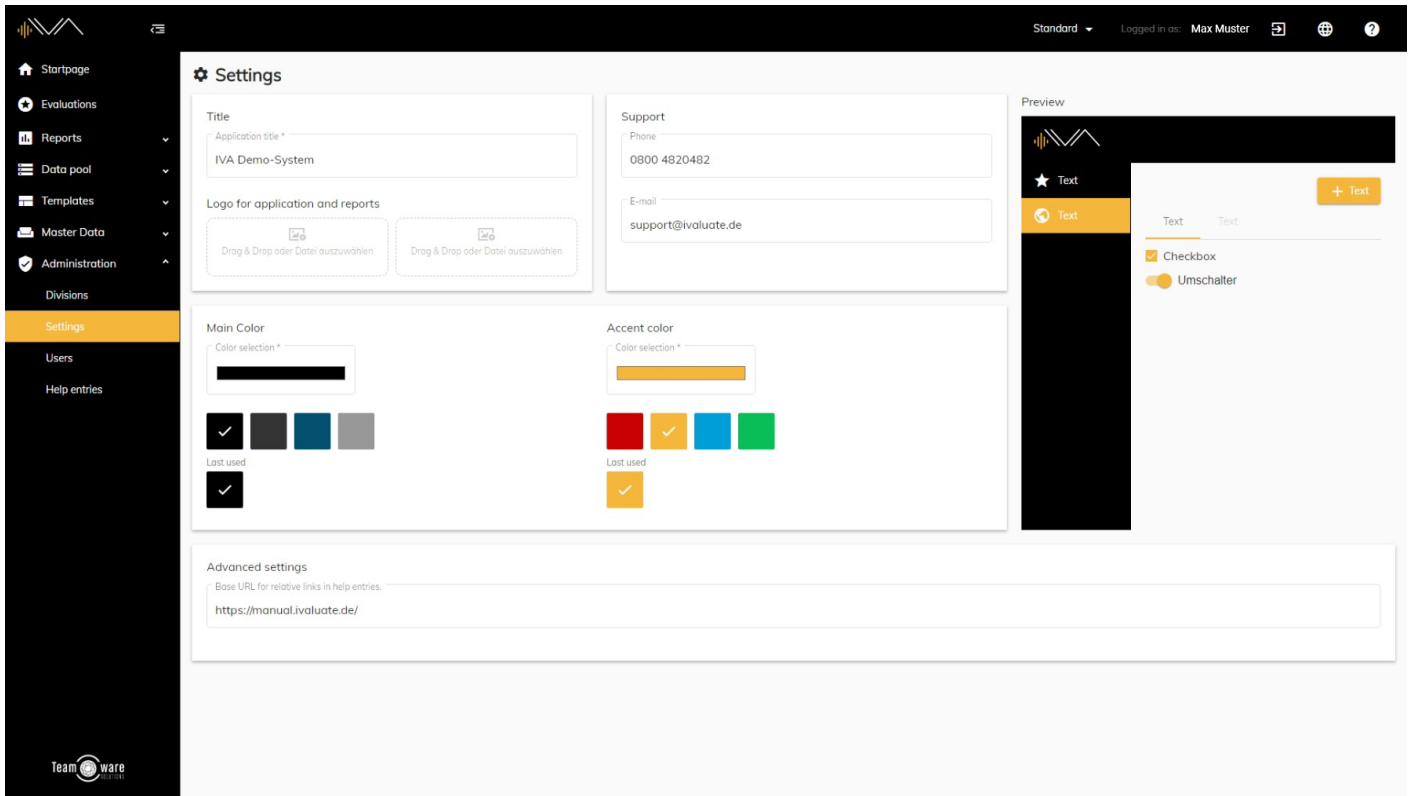 IVA
Standard
Logged in as: Max Muster
Startpage
Evaluations
Reports
Data pool
Templates
Master Data
Administration
Divisions
Settings
Users
Help entries
Team ware
SOLUTIONS
Settings
Title
Application title *
IVA Demo-System
Logo for application and reports
Drag & Drop oder Datei auszuwählen
Drag & Drop oder Datei auszuwählen
Support
Phone
0800 4820482
E-mail
support@ivaluate.de
Main Color
Color selection *
Last used
Accent color
Color selection *
Last used
Preview
IVA
Text
Text
+ Text
Text Text
Checkbox
Umschalter
Advanced settings
Base URL for relative links in help entries.
https://manual.ivaluate.de/